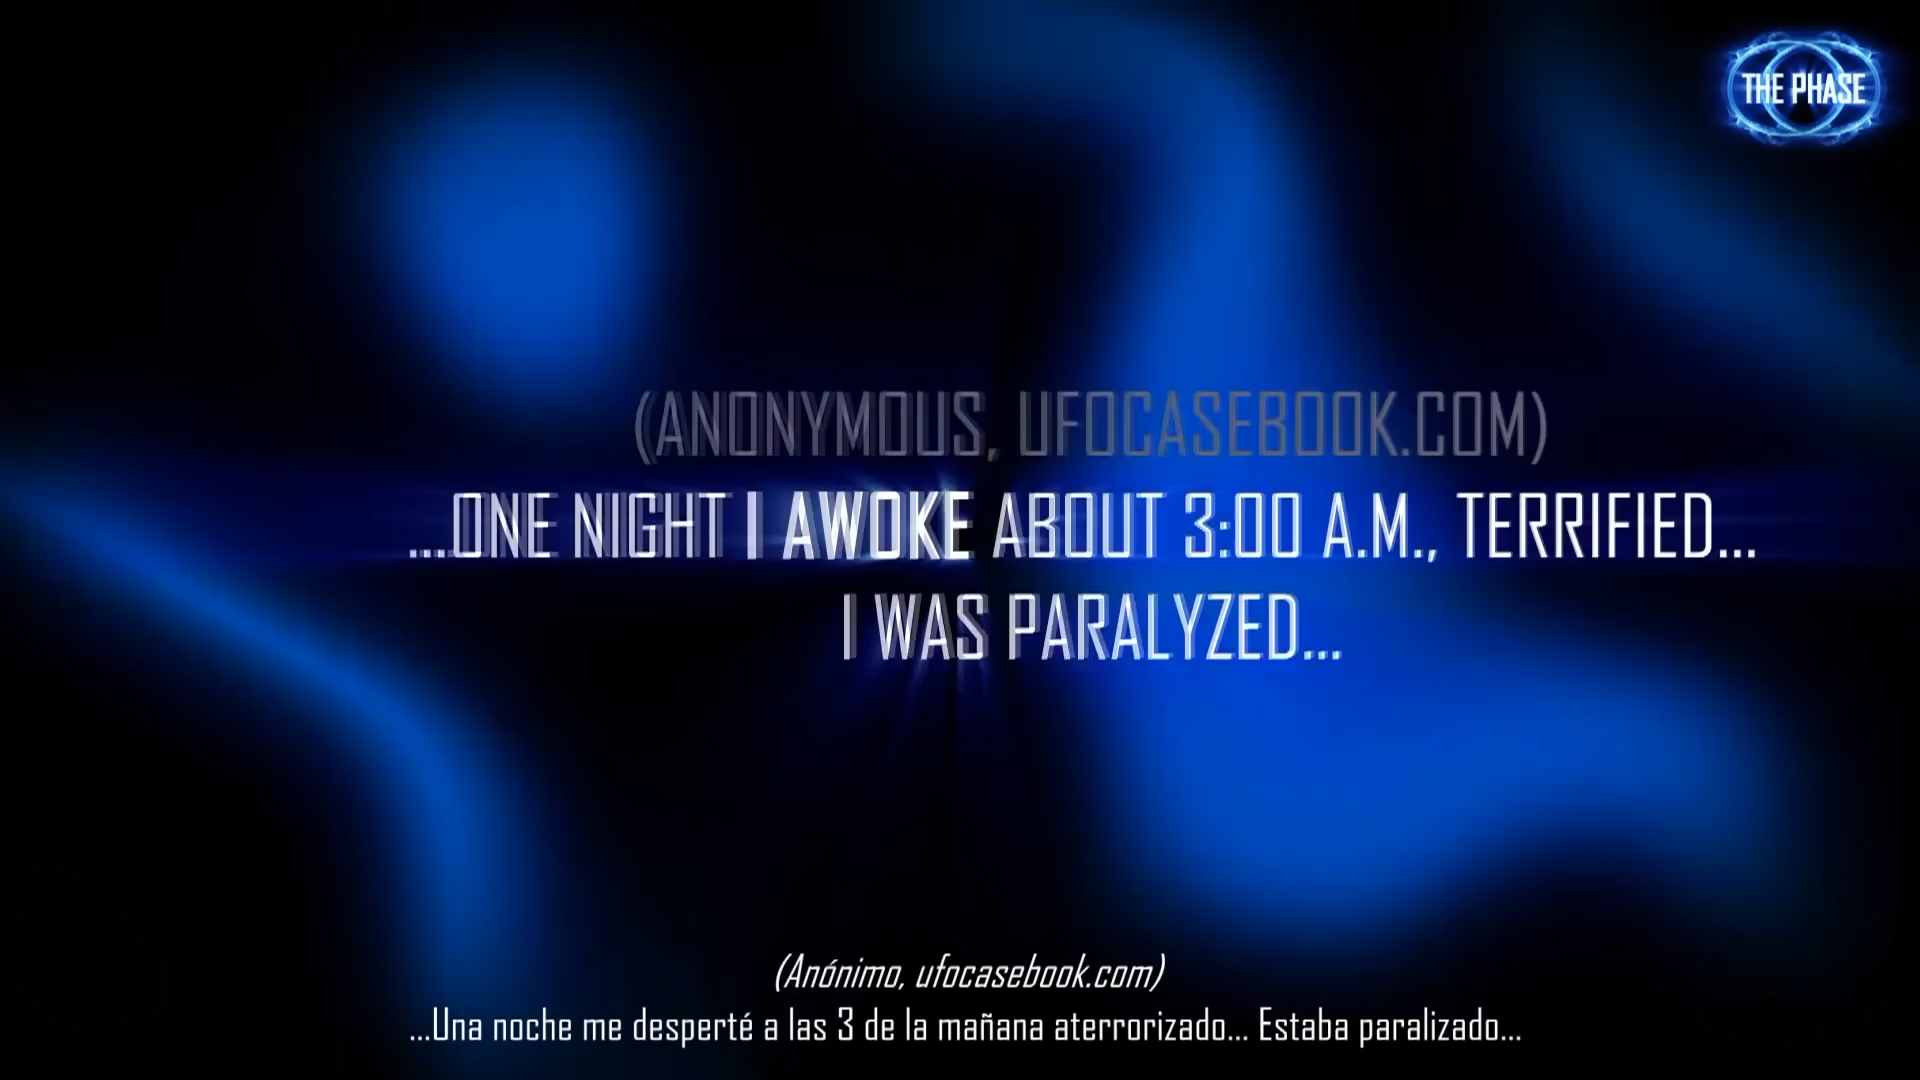 THE PHASE
(ANONYMOUS, UFOCASEBOOK.COM)
...ONE NIGHT I AWOKE ABOUT 3:00 A.M., TERRIFIED...
I WAS PARALYZED...
(Anónimo, ufocasebook.com)
...Una noche me desperté a las 3 de la mañana aterrorizado... Estaba paralizado...